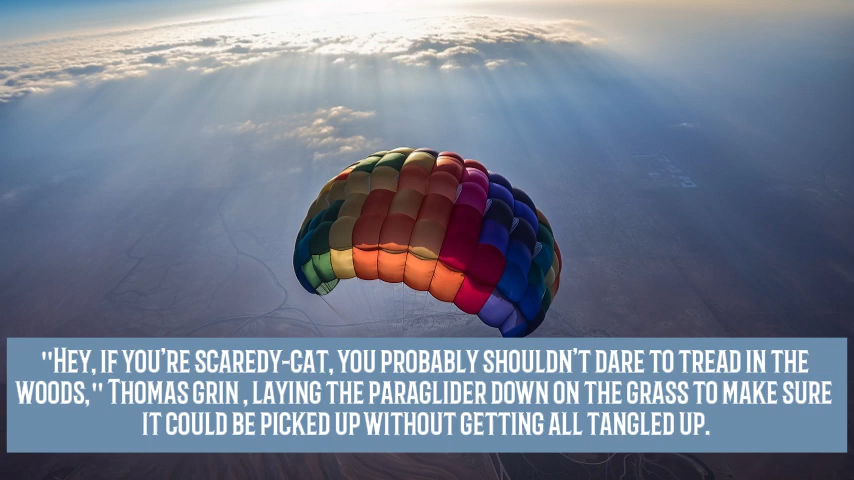 "Hey, if you're scaredy-cat, you probably shouldn't dare to tread in the
woods," Thomas grin , laying the paraglider down on the grass to make sure
it could be picked up without getting all tangled up.